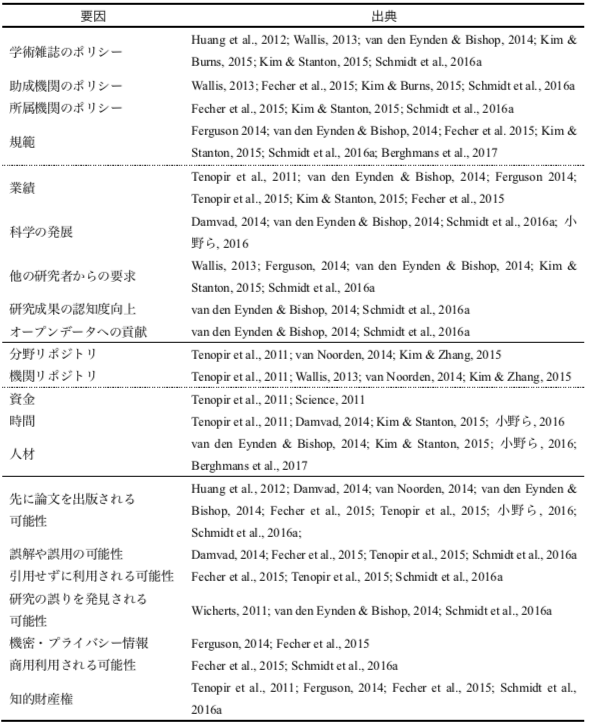 要因 出典
学術雑誌のポリシー Huang et al., 2012; Wallis, 2013; van den Eynden & Bishop, 2014; Kim &
Burns, 2015; Kim & Stanton, 2015; Schmidt et al., 2016a
助成機関のポリシー Wallis, 2013; Fecher et al., 2015; Kim & Burns, 2015; Schmidt et al., 2016a
所属機関のポリシー Fecher et al., 2015; Kim & Stanton, 2015; Schmidt et al., 2016a
規範 Ferguson 2014; van den Eynden & Bishop, 2014; Fecher et al. 2015; Kim &
Stanton, 2015; Schmidt et al., 2016a; Berghmans et al., 2017
業績 Tenopir et al., 2011; van den Eynden & Bishop, 2014; Ferguson 2014;
Tenopir et al., 2015; Kim & Stanton, 2015; Fecher et al., 2015
科学の発展 Damvad, 2014; van den Eynden & Bishop, 2014; Schmidt et al., 2016a; 小
野ら, 2016
他の研究者からの要求 Wallis, 2013; Ferguson, 2014; van den Eynden & Bishop, 2014; Kim &
Stanton, 2015; Schmidt et al., 2016a
研究成果の認知度向上 van den Eynden & Bishop, 2014; Schmidt et al., 2016a
オープンデータへの貢献 van den Eynden & Bishop, 2014; Schmidt et al., 2016a
分野リポジトリ Tenopir et al., 2011; van Noorden, 2014; Kim & Zhang, 2015
機関リポジトリ Tenopir et al., 2011; Wallis, 2013; van Noorden, 2014; Kim & Zhang, 2015
資金 Tenopir et al., 2011; Science, 2011
時間 Tenopir et al., 2011; Damvad, 2014; Kim & Stanton, 2015; 小野ら, 2016
人材 van den Eynden & Bishop, 2014; Kim & Stanton, 2015; 小野ら, 2016;
Berghmans et al., 2017
先に論文を出版される
可能性 Huang et al., 2012; Damvad, 2014; van Noorden, 2014; van den Eynden &
Bishop, 2014; Fecher et al., 2015; Tenopir et al., 2015; 小野ら, 2016;
Schmidt et al., 2016a;
誤解や誤用の可能性 Damvad, 2014; Fecher et al., 2015; Tenopir et al., 2015; Schmidt et al., 2016a
引用せずに利用される可能性 Fecher et al., 2015; Tenopir et al., 2015; Schmidt et al., 2016a
研究の誤りを発見される
可能性 Wicherts, 2011; van den Eynden & Bishop, 2014; Schmidt et al., 2016a
機密・プライバシー情報 Ferguson, 2014; Fecher et al., 2015
商用利用される可能性 Fecher et al., 2015; Schmidt et al., 2016a
知的財産権 Tenopir et al., 2011; Ferguson, 2014; Fecher et al., 2015; Schmidt et al.,
2016a